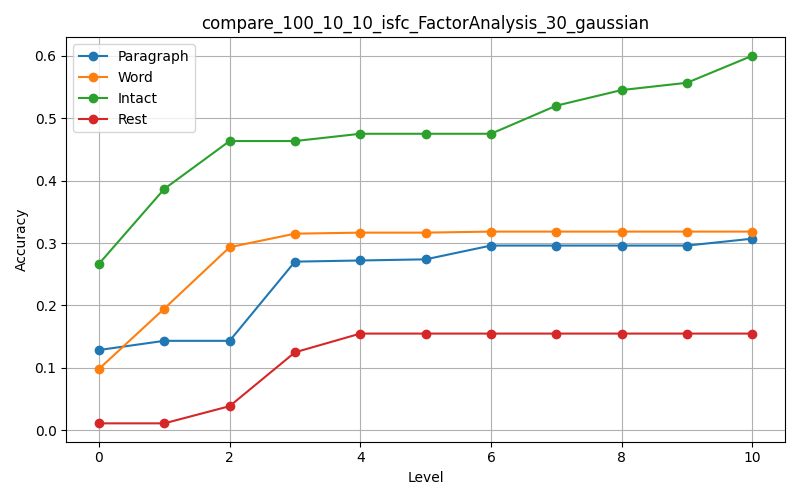 compare_100_10_10_isfc_FactorAnalysis_30_gaussian
Paragraph
Word
Intact
Rest
Accuracy
0.6
0.5
0.4
0.3
0.2
0.1
0.0
0 2 4 6 8 10
Level